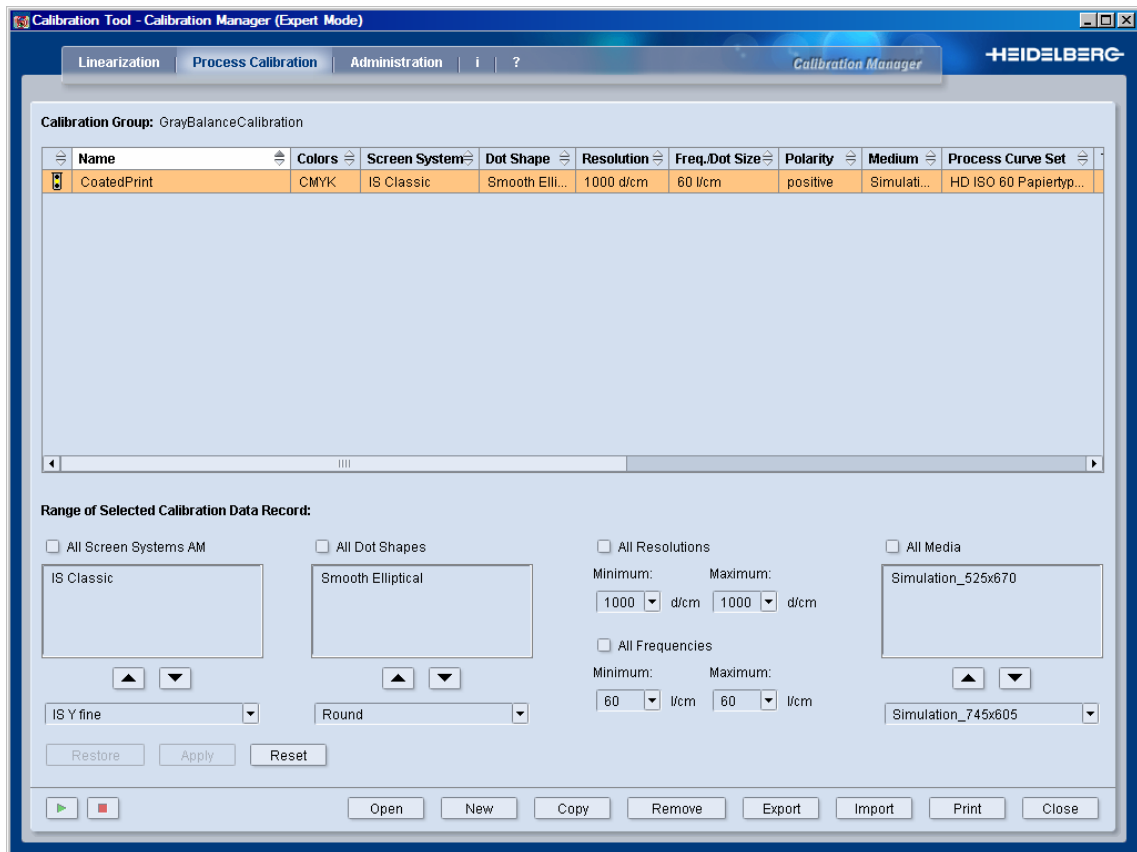 Calibration Tool - Calibration Manager (Expert Mode)
Linearization | Process Calibration | Administration | i | ?
Calibration Manager
HEIDELBERG
Calibration Group: GrayBalanceCalibration
Name Colors Screen System Dot Shape Resolution Freq./Dot Size Polarity Medium Process Curve Set
CoatedPrint CMYK IS Classic Smooth Elli... 1000 d/cm 60 l/cm positive Simulati... HD ISO 60 Papiertyp...
Range of Selected Calibration Data Record:
All Screen Systems AM All Dot Shapes All Resolutions All Media
IS Classic Smooth Elliptical Minimum: Maximum: Simulation_525x670
1000 d/cm 1000 d/cm
All Frequencies
Minimum: Maximum:
60 l/cm 60 l/cm
IS Y fine Round Simulation_745x605
Restore Apply Reset
Open New Copy Remove Export Import Print Close